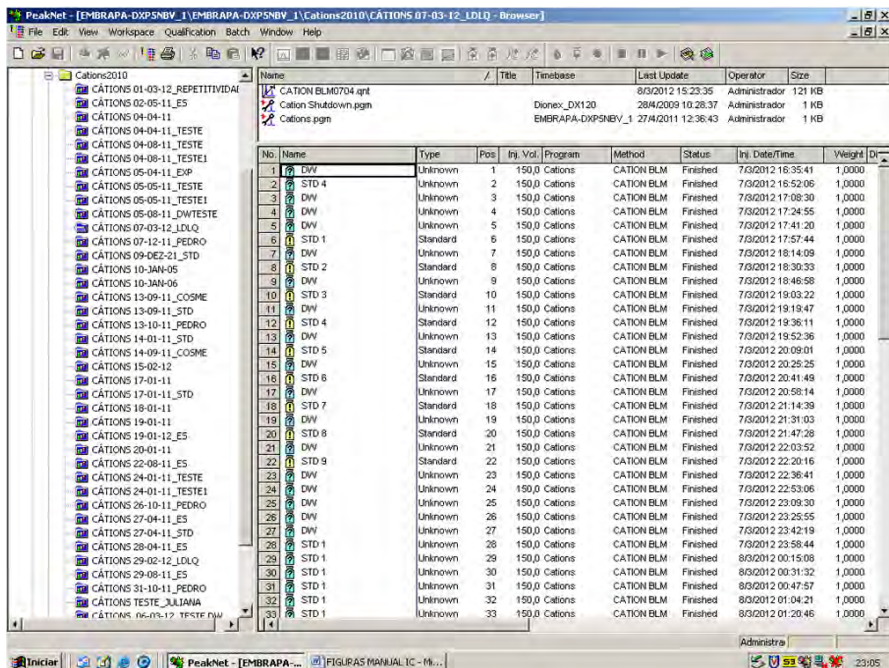 PeakNet - [EMBRAPA-DXPSNBV_1\EMBRAPA-DXPSNBV_1\Cations2010\CÁTIONS 07-03-12_LDLQ - Browser]
File Edit View Workspace Qualification Batch Window Help
Cations2010
CÁTIONS 01-03-12_REPETITIVIDAI
CÁTIONS 02-05-11_ES
CÁTIONS 04-04-11
CÁTIONS 04-04-11_TESTE
CÁTIONS 04-08-11_TESTE
CÁTIONS 04-08-11_TESTE1
CÁTIONS 05-04-11_EXP
CÁTIONS 05-05-11_TESTE
CÁTIONS 05-05-11_TESTE1
CÁTIONS 05-08-11_DWTESTE
CÁTIONS 07-03-12_LDLQ
CÁTIONS 07-12-11_PEDRO
CÁTIONS 09-DEZ-21_STD
CÁTIONS 10-JAN-05
CÁTIONS 10-JAN-06
CÁTIONS 13-09-11_COSME
CÁTIONS 13-09-11_STD
CÁTIONS 13-10-11_PEDRO
CÁTIONS 14-01-11_STD
CÁTIONS 14-09-11_COSME
CÁTIONS 15-02-12
CÁTIONS 17-01-11
CÁTIONS 17-01-11_STD
CÁTIONS 18-01-11
CÁTIONS 19-01-11
CÁTIONS 19-01-12_ES
CÁTIONS 20-01-11
CÁTIONS 22-08-11_ES
CÁTIONS 24-01-11_TESTE
CÁTIONS 24-01-11_TESTE1
CÁTIONS 26-10-11_PEDRO
CÁTIONS 27-04-11_ES
CÁTIONS 27-04-11_STD
CÁTIONS 28-04-11_ES
CÁTIONS 29-02-12_LDLQ
CÁTIONS 29-08-11_ES
CÁTIONS 31-10-11_PEDRO
CÁTIONS TESTE_JULIANA
CÁTIONS_06-03-12_TESTE DW
Name / Title Timebase Last Update Operator Size
CATION BLM0704.qnt 8/3/2012 15:23:35 Administrador 121 KB
Cation Shutdown.pgm Dionex_DX120 28/4/2009 10:28:37 Administrador 1 KB
Cations.pgm EMBRAPA-DXPSNBV_1 27/4/2011 12:36:43 Administrador 1 KB
No. Name Type Pos Inj. Vol. Program Method Status Inj. Date/Time Weight Di
1 DW Unknown 1 150,0 Cations CATION BLM Finished 7/3/2012 16:35:41 1,0000
2 STD 4 Unknown 2 150,0 Cations CATION BLM Finished 7/3/2012 16:52:06 1,0000
3 DW Unknown 3 150,0 Cations CATION BLM Finished 7/3/2012 17:08:30 1,0000
4 DW Unknown 4 150,0 Cations CATION BLM Finished 7/3/2012 17:24:55 1,0000
5 DW Unknown 5 150,0 Cations CATION BLM Finished 7/3/2012 17:41:20 1,0000
6 STD 1 Standard 6 150,0 Cations CATION BLM Finished 7/3/2012 17:57:44 1,0000
7 DW Unknown 7 150,0 Cations CATION BLM Finished 7/3/2012 18:14:09 1,0000
8 STD 2 Standard 8 150,0 Cations CATION BLM Finished 7/3/2012 18:30:33 1,0000
9 DW Unknown 9 150,0 Cations CATION BLM Finished 7/3/2012 18:46:58 1,0000
10 STD 3 Standard 10 150,0 Cations CATION BLM Finished 7/3/2012 19:03:22 1,0000
11 DW Unknown 11 150,0 Cations CATION BLM Finished 7/3/2012 19:19:47 1,0000
12 STD 4 Standard 12 150,0 Cations CATION BLM Finished 7/3/2012 19:36:11 1,0000
13 DW Unknown 13 150,0 Cations CATION BLM Finished 7/3/2012 19:52:36 1,0000
14 STD 5 Standard 14 150,0 Cations CATION BLM Finished 7/3/2012 20:09:01 1,0000
15 DW Unknown 15 150,0 Cations CATION BLM Finished 7/3/2012 20:25:25 1,0000
16 STD 6 Standard 16 150,0 Cations CATION BLM Finished 7/3/2012 20:41:49 1,0000
17 DW Unknown 17 150,0 Cations CATION BLM Finished 7/3/2012 20:58:14 1,0000
18 STD 7 Standard 18 150,0 Cations CATION BLM Finished 7/3/2012 21:14:39 1,0000
19 DW Unknown 19 150,0 Cations CATION BLM Finished 7/3/2012 21:31:03 1,0000
20 STD 8 Standard 20 150,0 Cations CATION BLM Finished 7/3/2012 21:47:28 1,0000
21 DW Unknown 21 150,0 Cations CATION BLM Finished 7/3/2012 22:03:52 1,0000
22 STD 9 Standard 22 150,0 Cations CATION BLM Finished 7/3/2012 22:20:16 1,0000
23 DW Unknown 23 150,0 Cations CATION BLM Finished 7/3/2012 22:36:41 1,0000
24 DW Unknown 24 150,0 Cations CATION BLM Finished 7/3/2012 22:53:06 1,0000
25 DW Unknown 25 150,0 Cations CATION BLM Finished 7/3/2012 23:09:30 1,0000
26 DW Unknown 26 150,0 Cations CATION BLM Finished 7/3/2012 23:25:55 1,0000
27 DW Unknown 27 150,0 Cations CATION BLM Finished 7/3/2012 23:42:19 1,0000
28 STD 1 Unknown 28 150,0 Cations CATION BLM Finished 7/3/2012 23:58:44 1,0000
29 STD 1 Unknown 29 150,0 Cations CATION BLM Finished 8/3/2012 00:15:08 1,0000
30 STD 1 Unknown 30 150,0 Cations CATION BLM Finished 8/3/2012 00:31:32 1,0000
31 STD 1 Unknown 31 150,0 Cations CATION BLM Finished 8/3/2012 00:47:57 1,0000
32 STD 1 Unknown 32 150,0 Cations CATION BLM Finished 8/3/2012 01:04:21 1,0000
33 STD 1 Unknown 33 150,0 Cations CATION BLM Finished 8/3/2012 01:20:46 1,0000
Administra
Iniciar PeakNet - [EMBRAPA-... FIGURAS MANUAL IC - Mi... 53 23:05